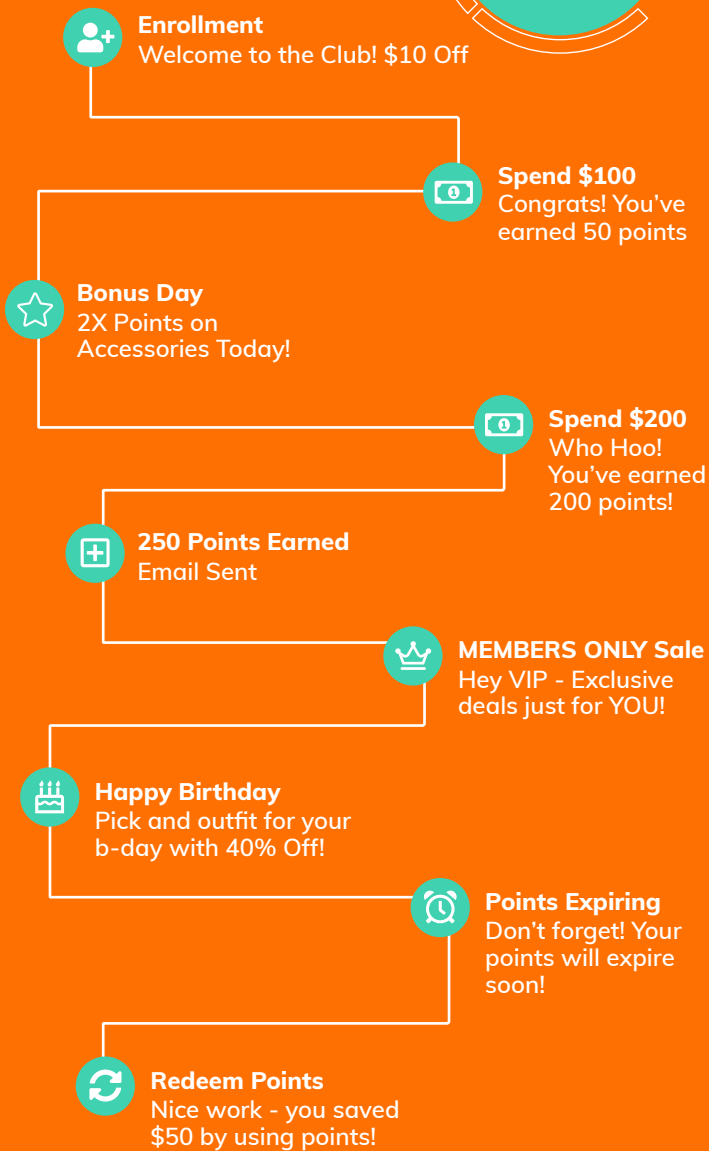 Enrollment
Welcome to the Club! $10 Off
Spend $100
Congrats! You’ve
earned 50 points
Bonus Day
2X Points on
Accessories Today!
Spend $200
Who Hoo!
You’ve earned
200 points!
250 Points Earned
Email Sent
MEMBERS ONLY Sale
Hey VIP - Exclusive
deals just for YOU!
Happy Birthday
Pick and outfit for your
b-day with 40% Off!
Points Expiring
Don’t forget! Your
points will expire
soon!
Redeem Points
Nice work - you saved
$50 by using points!